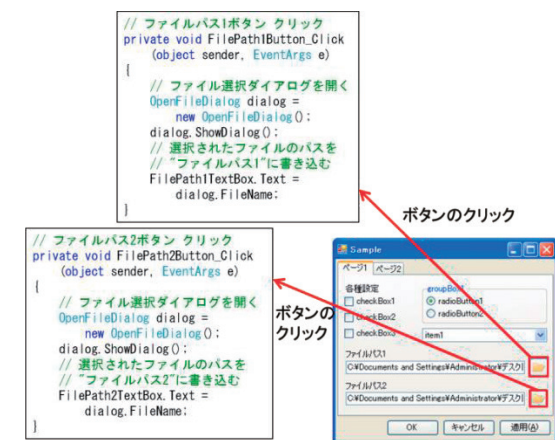 // ファイルパス1ボタン クリック
private void FilePath1Button_Click
(object sender, EventArgs e)
{
// ファイル選択ダイアログを開く
OpenFileDialog dialog =
new OpenFileDialog();
dialog.ShowDialog();
// 選択されたファイルのパスを
// "ファイルパス1"に書き込む
FilePath1TextBox.Text =
dialog.FileName;
}
ボタンのクリック
// ファイルパス2ボタン クリック
private void FilePath2Button_Click
(object sender, EventArgs e)
{
// ファイル選択ダイアログを開く
OpenFileDialog dialog =
new OpenFileDialog();
dialog.ShowDialog();
// 選択されたファイルのパスを
// "ファイルパス2"に書き込む
FilePath2TextBox.Text =
dialog.FileName;
}
ボタンの
クリック
Sample
ページ1 ページ2
各種設定 groupBox1
checkBox1 radioButton1
checkBox2 radioButton2
checkBox3 item1
ファイルパス1
C:¥Documents and Settings¥Administrator¥デスク
ファイルパス2
C:¥Documents and Settings¥Administrator¥デスク
OK キャンセル 適用(A)